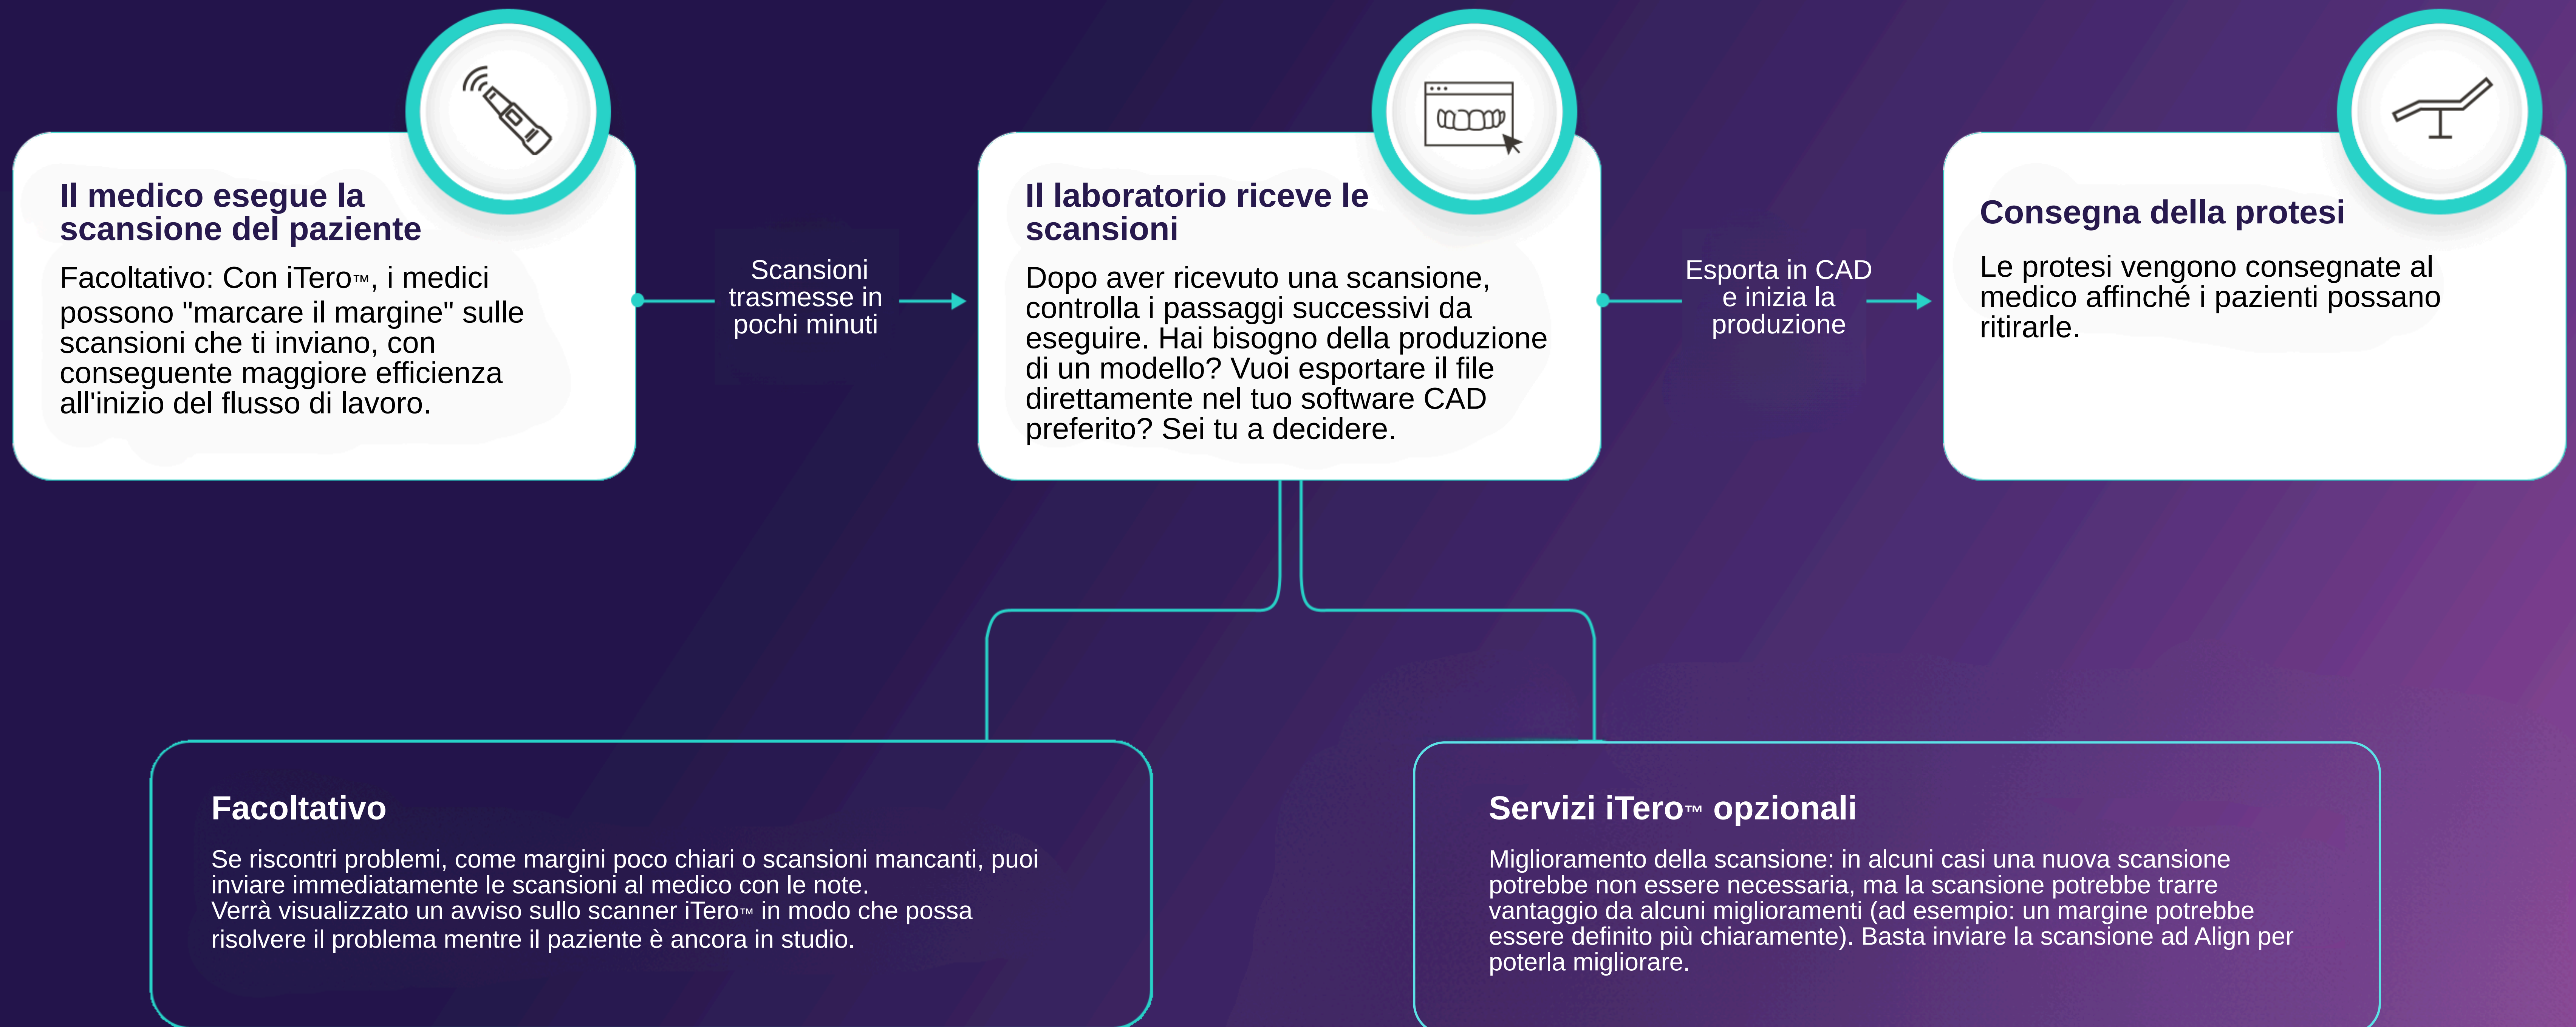 Il medico esegue la
scansione del paziente
Facoltativo: Con iTero™, i medici
possono "marcare il margine" sulle
scansioni che ti inviano, con
conseguente maggiore efficienza
all'inizio del flusso di lavoro.
Scansioni
trasmesse in
pochi minuti
Il laboratorio riceve le
scansioni
Dopo aver ricevuto una scansione,
controlla i passaggi successivi da
eseguire. Hai bisogno della produzione
di un modello? Vuoi esportare il file
direttamente nel tuo software CAD
preferito? Sei tu a decidere.
Esporta in CAD
e inizia la
produzione
Consegna della protesi
Le protesi vengono consegnate al
medico affinché i pazienti possano
ritirarle.
Facoltativo
Se riscontri problemi, come margini poco chiari o scansioni mancanti, puoi
inviare immediatamente le scansioni al medico con le note.
Verrà visualizzato un avviso sullo scanner iTero™ in modo che possa
risolvere il problema mentre il paziente è ancora in studio.
Servizi iTero™ opzionali
Miglioramento della scansione: in alcuni casi una nuova scansione
potrebbe non essere necessaria, ma la scansione potrebbe trarre
vantaggio da alcuni miglioramenti (ad esempio: un margine potrebbe
essere definito più chiaramente). Basta inviare la scansione ad Align per
poterla migliorare.